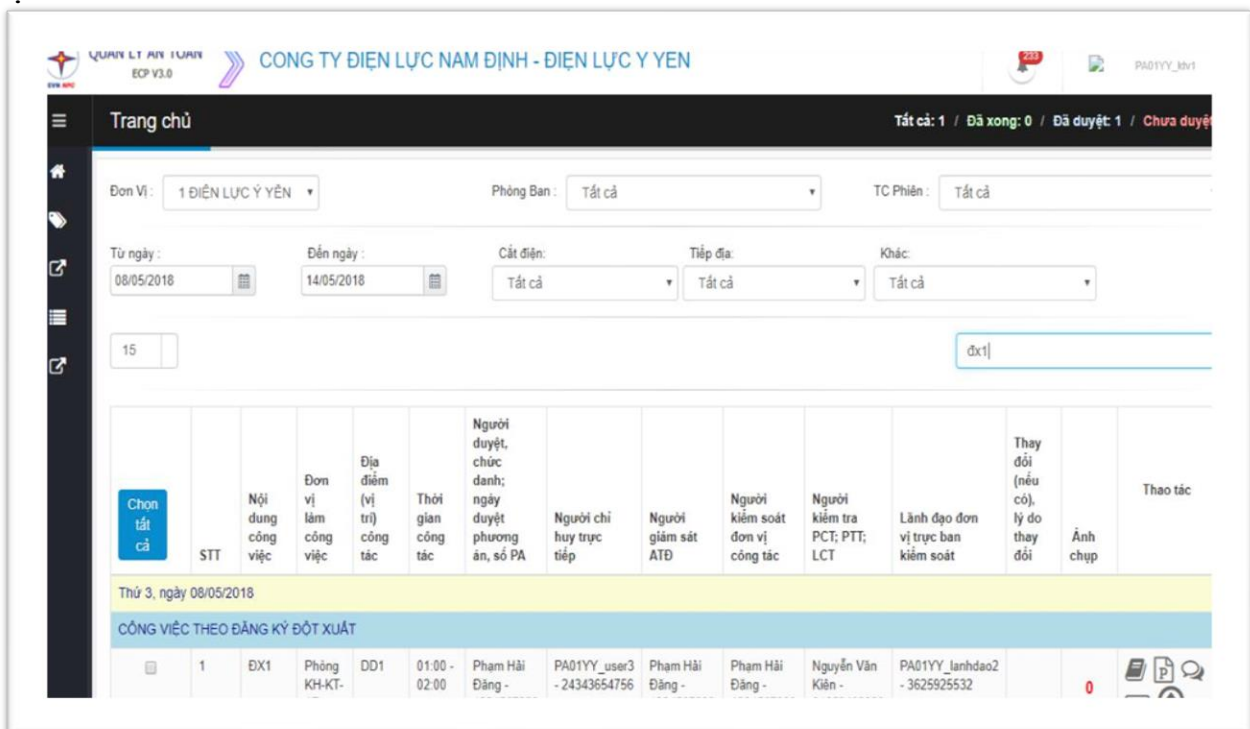 QUẢN LÝ AN TOÀN
ECP V3.0
EVN NPC
CÔNG TY ĐIỆN LỰC NAM ĐỊNH - ĐIỆN LỰC Ý YÊN
233
PA01YY_ktv1
Trang chủ
Tất cả: 1 / Đã xong: 0 / Đã duyệt: 1 / Chưa duyệt
Đơn Vị : 1 ĐIỆN LỰC Ý YÊN
Phòng Ban : Tất cả
TC Phiên : Tất cả
Từ ngày :
Đến ngày :
Cắt điện:
Tiếp địa:
Khác:
08/05/2018
14/05/2018
Tất cả
Tất cả
Tất cả
15
đx1
Chọn tất cả
STT
Nội dung công việc
Đơn vị làm công việc
Địa điểm (vị trí) công tác
Thời gian công tác
Người duyệt, chức danh; ngày duyệt phương án, số PA
Người chỉ huy trực tiếp
Người giám sát ATĐ
Người kiểm soát đơn vị công tác
Người kiểm tra PCT; PTT; LCT
Lãnh đạo đơn vị trực ban kiểm soát
Thay đổi (nếu có), lý do thay đổi
Ảnh chụp
Thao tác
Thứ 3, ngày 08/05/2018
CÔNG VIỆC THEO ĐĂNG KÝ ĐỘT XUẤT
1
ĐX1
Phòng KH-KT-
DD1
01:00 - 02:00
Phạm Hải Đăng -
PA01YY_user3 - 24343654756
Phạm Hải Đăng -
Phạm Hải Đăng -
Nguyễn Văn Kiên -
PA01YY_lanhdao2 - 3625925532
0